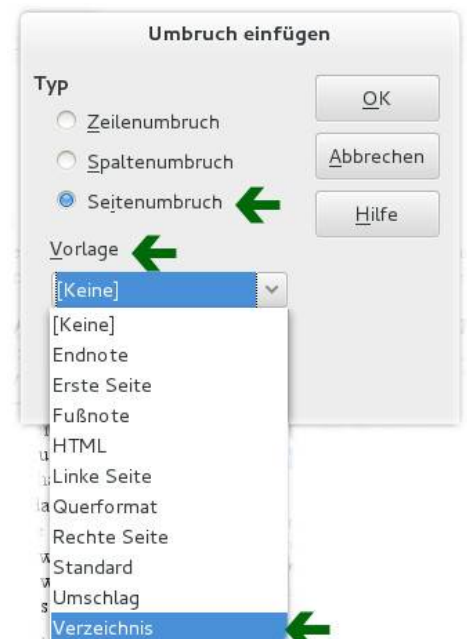 Umbruch einfügen
Typ
Zeilenumbruch
Spaltenumbruch
Seitenumbruch
OK
Abbrechen
Hilfe
Vorlage
[Keine]
[Keine]
Endnote
Erste Seite
Fußnote
HTML
Linke Seite
Querformat
Rechte Seite
Standard
Umschlag
Verzeichnis